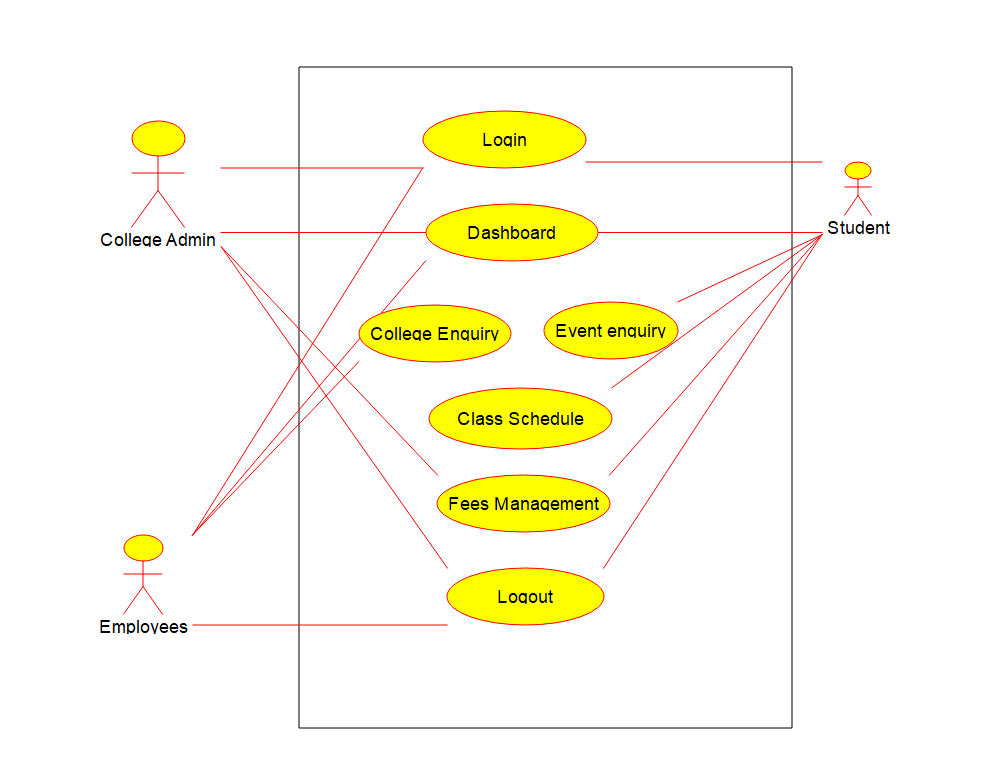 Login
College Admin
Dashboard
Student
College Enquiry
Event enquiry
Class Schedule
Fees Management
Logout
Employees